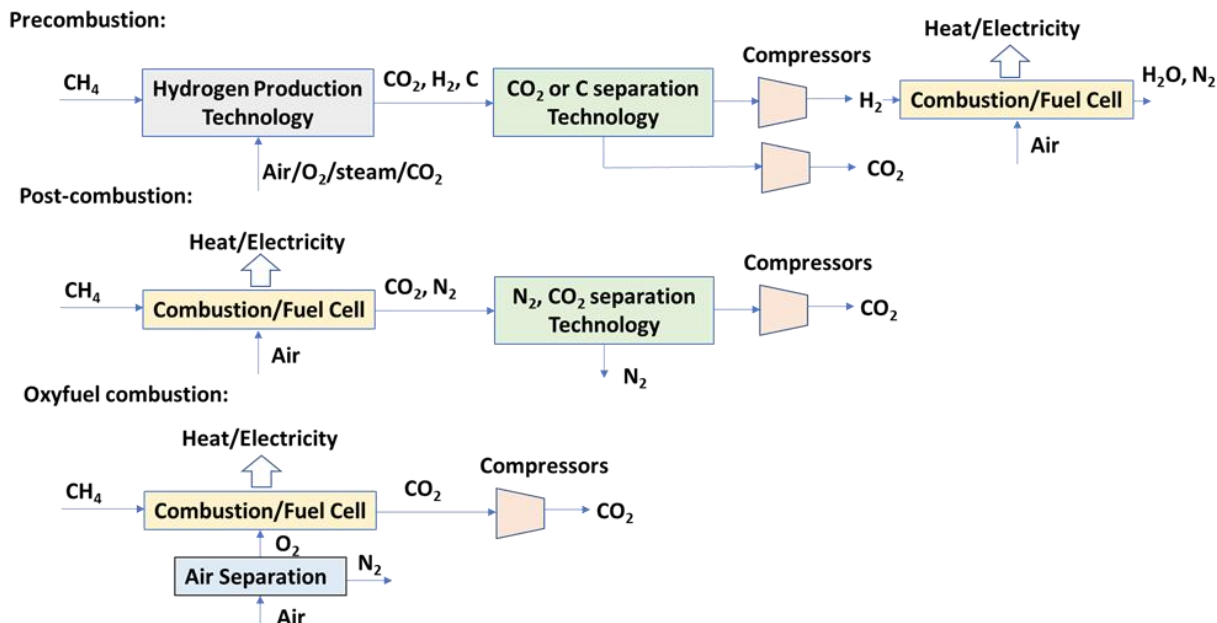 Precombustion:
Heat/Electricity
Compressors
CH₄
Hydrogen Production
Technology
CO₂, H₂, C
CO₂ or C separation
Technology
H₂
Combustion/Fuel Cell
H₂O, N₂
Air/O₂/steam/CO₂
CO₂
Air
Post-combustion:
Heat/Electricity
Compressors
CH₄
Combustion/Fuel Cell
CO₂, N₂
N₂, CO₂ separation
Technology
CO₂
Air
N₂
Oxyfuel combustion:
Heat/Electricity
Compressors
CH₄
Combustion/Fuel Cell
CO₂
CO₂
O₂
Air Separation
N₂
Air